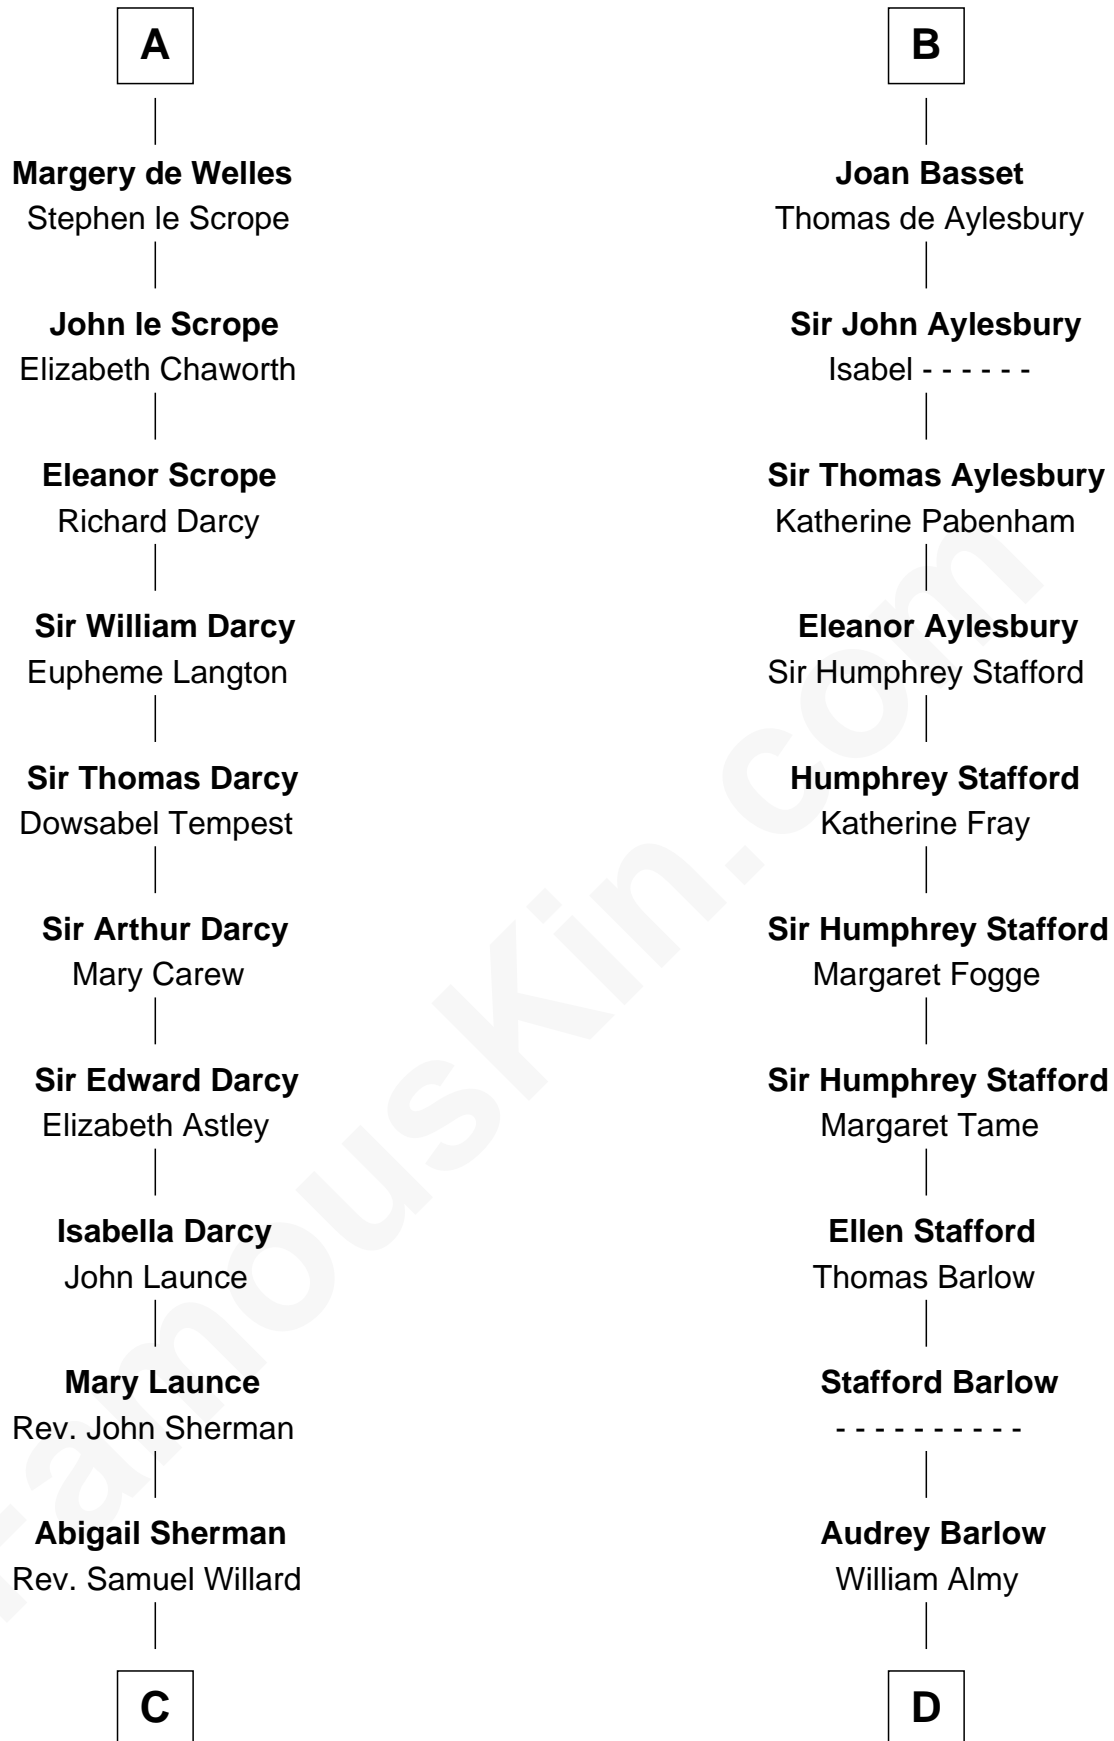 A
Margery de Welles
Stephen le Scrope
John le Scrope
Elizabeth Chaworth
Eleanor Scrope
Richard Darcy
Sir William Darcy
Eupheme Langton
Sir Thomas Darcy
Dowsabel Tempest
Sir Arthur Darcy
Mary Carew
Sir Edward Darcy
Elizabeth Astley
Isabella Darcy
John Launce
Mary Launce
Rev. John Sherman
Abigail Sherman
Rev. Samuel Willard
C
B
Joan Basset
Thomas de Aylesbury
Sir John Aylesbury
Isabel - - - - - -
Sir Thomas Aylesbury
Katherine Pabenham
Eleanor Aylesbury
Sir Humphrey Stafford
Humphrey Stafford
Katherine Fray
Sir Humphrey Stafford
Margaret Fogge
Sir Humphrey Stafford
Margaret Tame
Ellen Stafford
Thomas Barlow
Stafford Barlow
- - - - - - - - - -
Audrey Barlow
William Almy
D
FamousKin.com